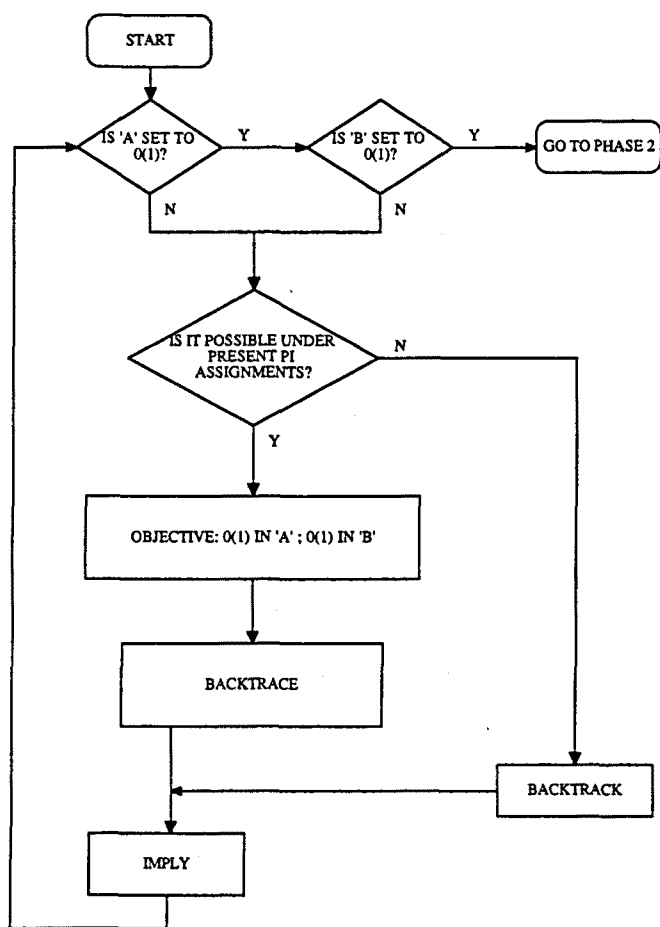 START
IS 'A' SET TO
0(1)?
Y
IS 'B' SET TO
0(1)?
Y
GO TO PHASE 2
N
N
IS IT POSSIBLE UNDER
PRESENT PI
ASSIGNMENTS?
N
Y
OBJECTIVE: 0(1) IN 'A' ; 0(1) IN 'B'
BACKTRACE
BACKTRACK
IMPLY